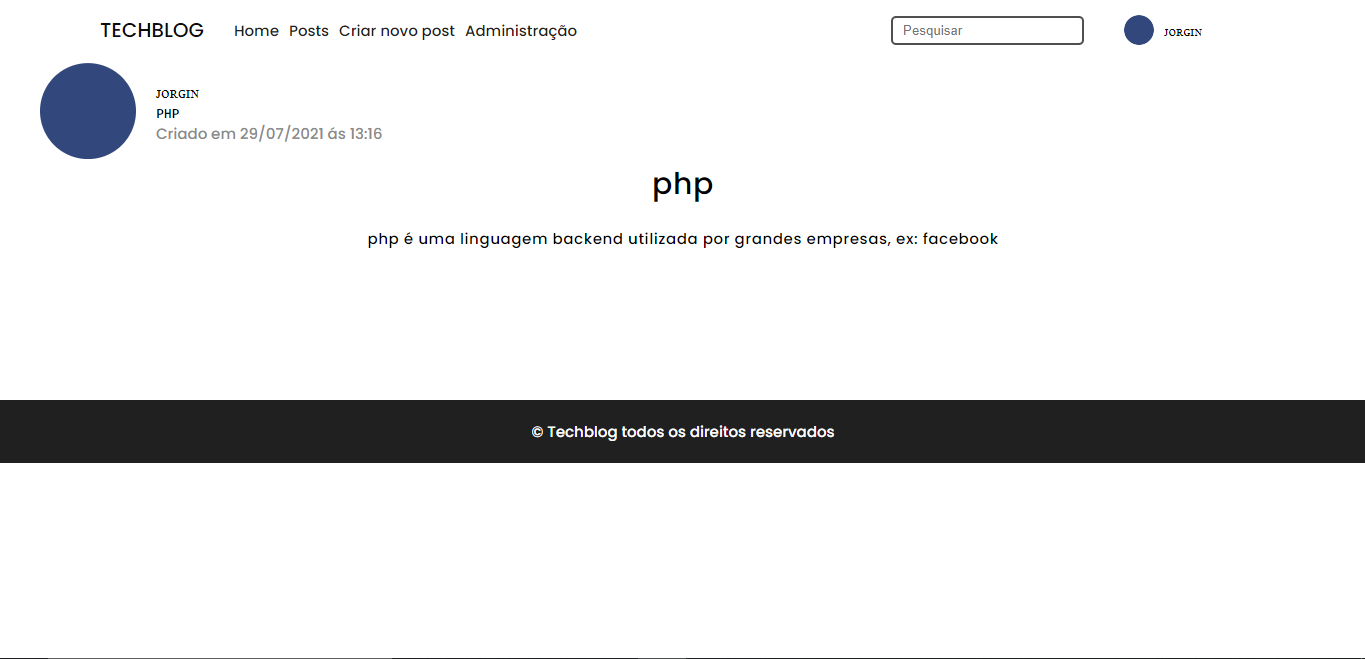 TECHBLOG Home Posts Criar novo post Administração Pesquisar JORGIN
JORGIN
PHP
Criado em 29/07/2021 ás 13:16
php
php é uma linguagem backend utilizada por grandes empresas, ex: facebook
© Techblog todos os direitos reservados